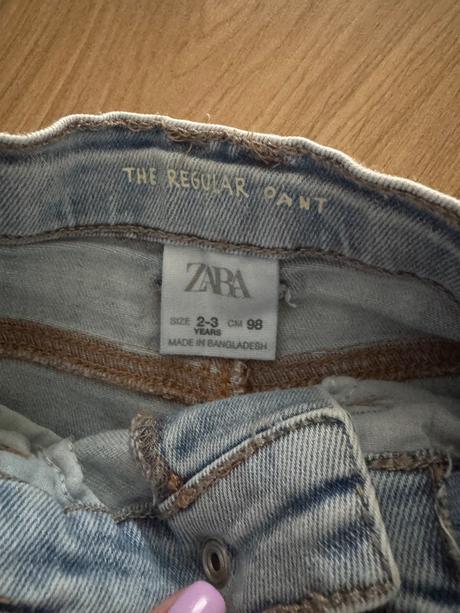 THE REGULAR PANT
ZARA
SIZE 2-3 CM 98
YEARS
MADE IN BANGLADESH